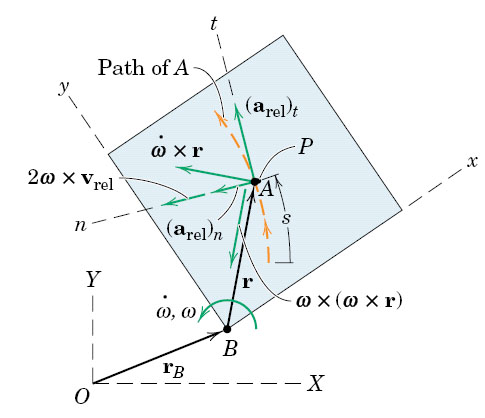 t
Path of A
y
(a_rel)_t
ω̇ × r
P
x
2ω × v_rel
A
n
(a_rel)_n
s
Y
r
ω × (ω × r)
ω̇, ω
B
r_B
X
O